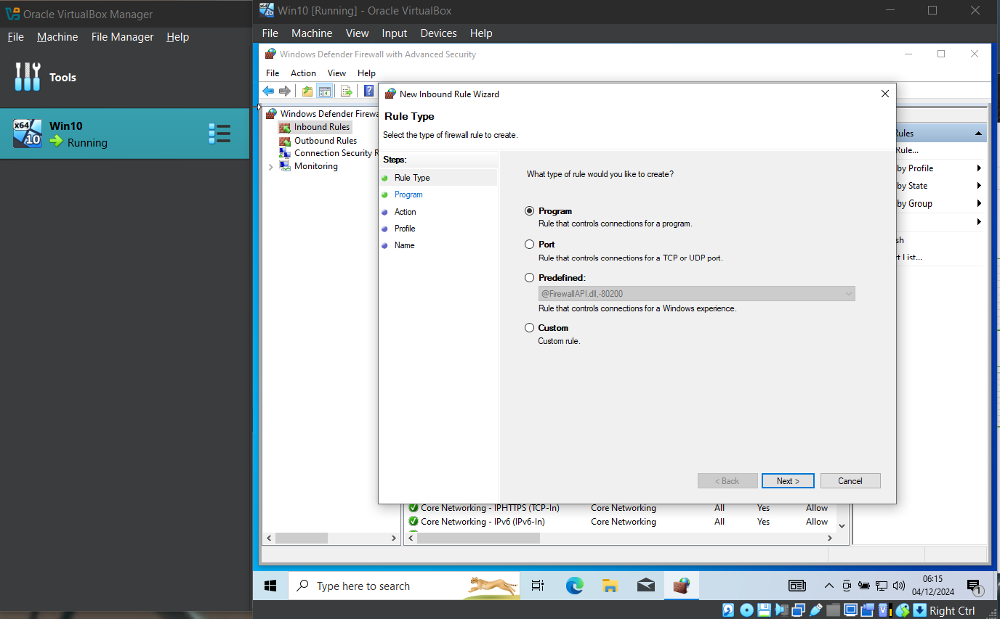 Oracle VirtualBox Manager
File Machine File Manager Help
Tools
Win10
Running
Win10 [Running] - Oracle VirtualBox
File Machine View Input Devices Help
Windows Defender Firewall with Advanced Security
File Action View Help
Windows Defender Firewa
Inbound Rules
Outbound Rules
Connection Security R
Monitoring
New Inbound Rule Wizard
Rule Type
Select the type of firewall rule to create.
Steps:
Rule Type
Program
Action
Profile
Name
What type of rule would you like to create?
Program
Rule that controls connections for a program.
Port
Rule that controls connections for a TCP or UDP port.
Predefined:
@FirewallAPI.dll,-80200
Rule that controls connections for a Windows experience.
Custom
Custom rule.
< Back Next > Cancel
Rules
Rule...
by Profile
by State
by Group
sh
t List...
Core Networking - IPHTTPS (TCP-In) Core Networking All Yes Allow
Core Networking - IPv6 (IPv6-In) Core Networking All Yes Allow
Type here to search
06:15
04/12/2024
1
Right Ctrl